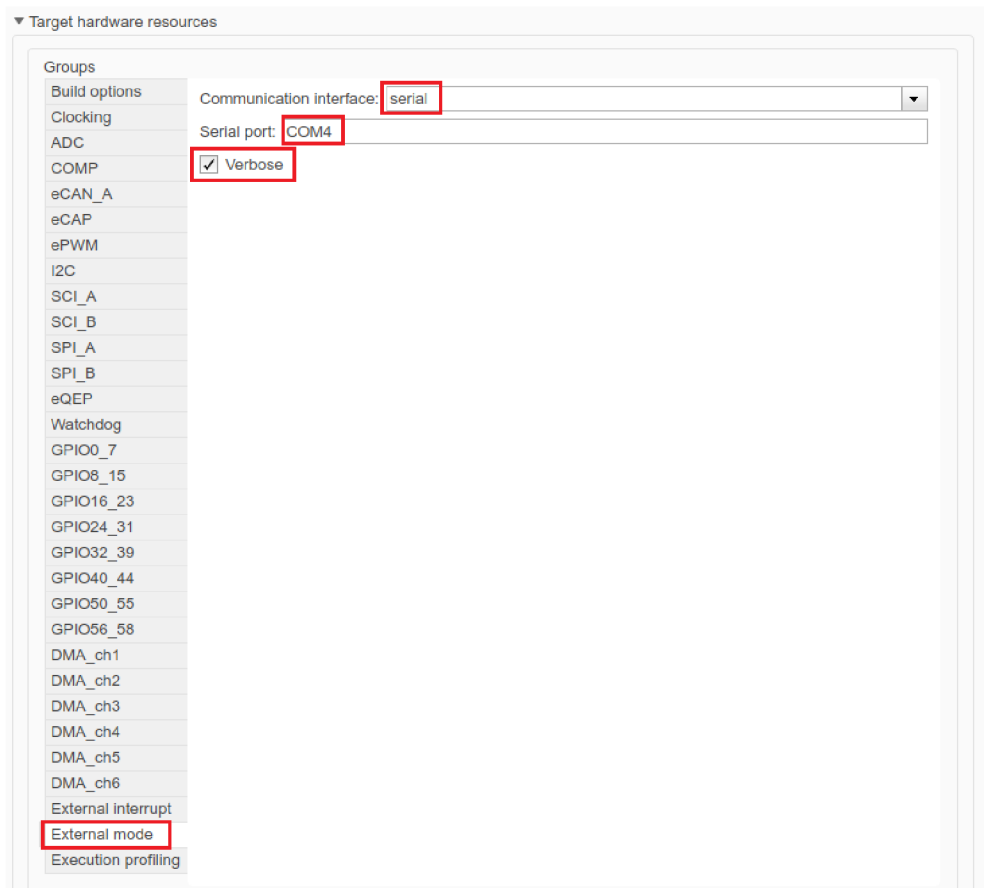 Target hardware resources
Groups
Build options
Communication interface: serial
Clocking
Serial port: COM4
ADC
COMP
Verbose
eCAN_A
eCAP
ePWM
I2C
SCI_A
SCI_B
SPI_A
SPI_B
eQEP
Watchdog
GPIO0_7
GPIO8_15
GPIO16_23
GPIO24_31
GPIO32_39
GPIO40_44
GPIO50_55
GPIO56_58
DMA_ch1
DMA_ch2
DMA_ch3
DMA_ch4
DMA_ch5
DMA_ch6
External interrupt
External mode
Execution profiling